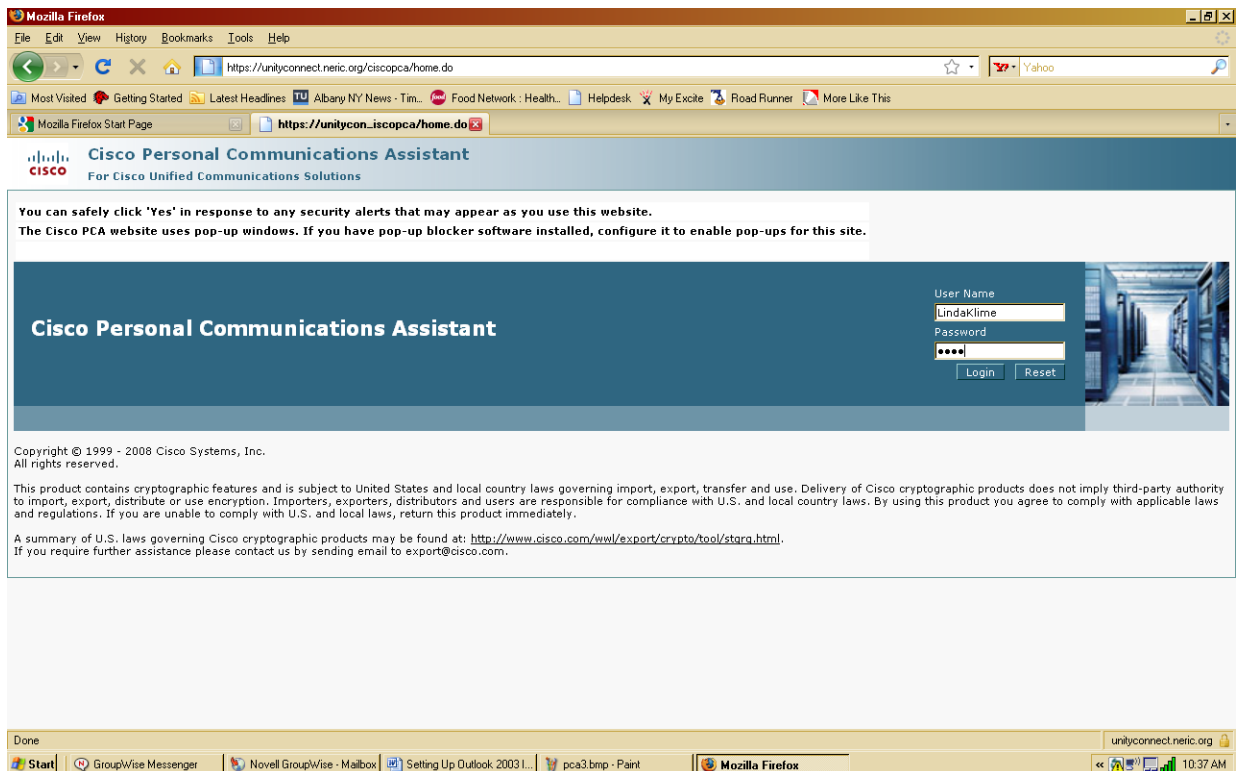 Mozilla Firefox
File Edit View History Bookmarks Tools Help
https://unityconnect.neric.org/ciscopca/home.do
Yahoo
Most Visited Getting Started Latest Headlines Albany NY News - Tim... Food Network : Health... Helpdesk My Excite Road Runner More Like This
Mozilla Firefox Start Page https://unitycon...iscopca/home.do
CISCO
Cisco Personal Communications Assistant
For Cisco Unified Communications Solutions
You can safely click 'Yes' in response to any security alerts that may appear as you use this website.
The Cisco PCA website uses pop-up windows. If you have pop-up blocker software installed, configure it to enable pop-ups for this site.
Cisco Personal Communications Assistant
User Name
LindaKlime
Password
••••
Login Reset
Copyright © 1999 - 2008 Cisco Systems, Inc.
All rights reserved.
This product contains cryptographic features and is subject to United States and local country laws governing import, export, transfer and use. Delivery of Cisco cryptographic products does not imply third-party authority
to import, export, distribute or use encryption. Importers, exporters, distributors and users are responsible for compliance with U.S. and local country laws. By using this product you agree to comply with applicable laws
and regulations. If you are unable to comply with U.S. and local laws, return this product immediately.
A summary of U.S. laws governing Cisco cryptographic products may be found at: http://www.cisco.com/wwl/export/crypto/tool/stqrg.html.
If you require further assistance please contact us by sending email to export@cisco.com.
Done
unityconnect.neric.org
Start GroupWise Messenger Novell GroupWise - Mailbox Setting Up Outlook 2003 I... pca3.bmp - Paint Mozilla Firefox 10:37 AM